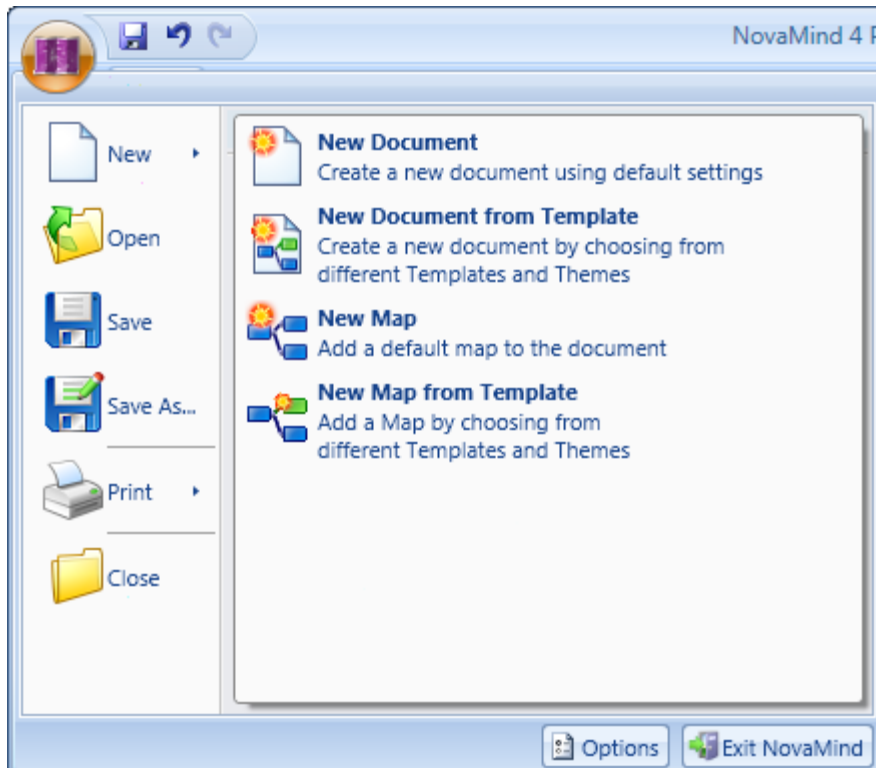 NovaMind 4 P
New
Open
Save
Save As...
Print
Close
New Document
Create a new document using default settings
New Document from Template
Create a new document by choosing from
different Templates and Themes
New Map
Add a default map to the document
New Map from Template
Add a Map by choosing from
different Templates and Themes
Options
Exit NovaMind